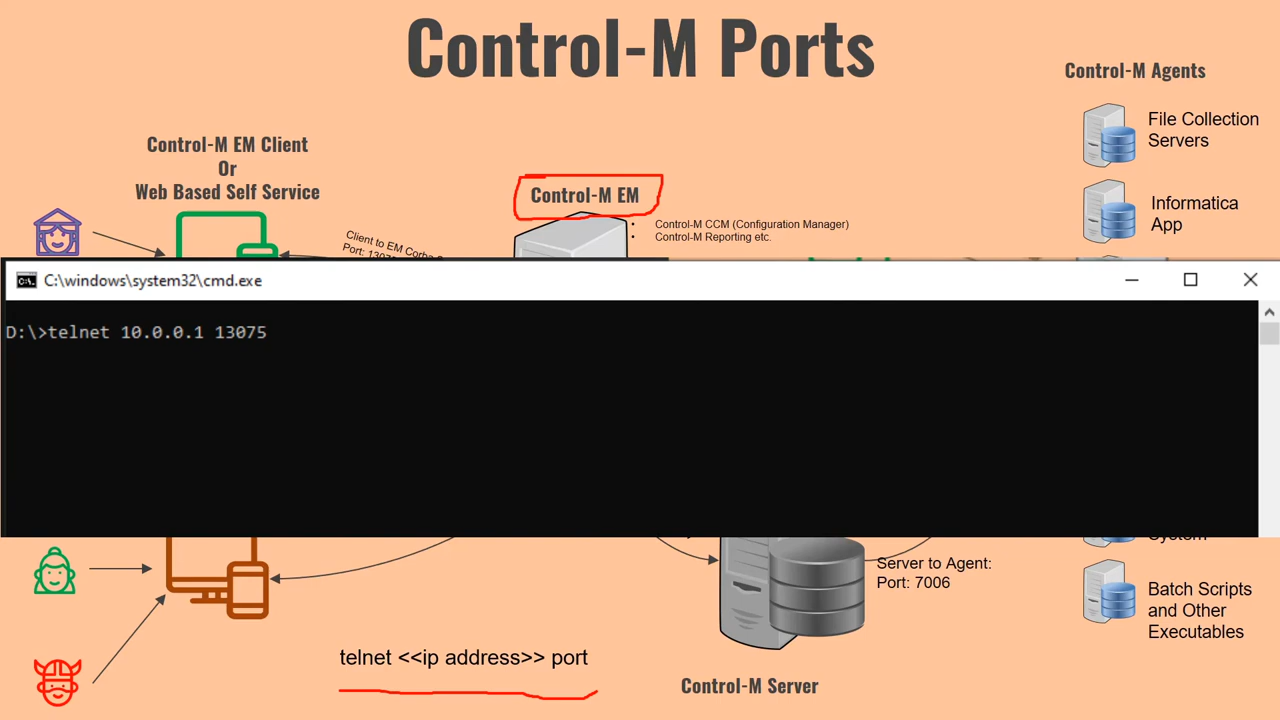 Control-M Ports
Control-M Agents
File Collection
Servers
Control-M EM Client
Or
Web Based Self Service
Control-M EM
Informatica
App
Control-M CCM (Configuration Manager)
Control-M Reporting etc.
Client to EM Corba
Port:
C:\windows\system32\cmd.exe
D:\>telnet 10.0.0.1 13075
System
Server to Agent:
Port: 7006
Batch Scripts
and Other
Executables
telnet <<ip address>> port
Control-M Server